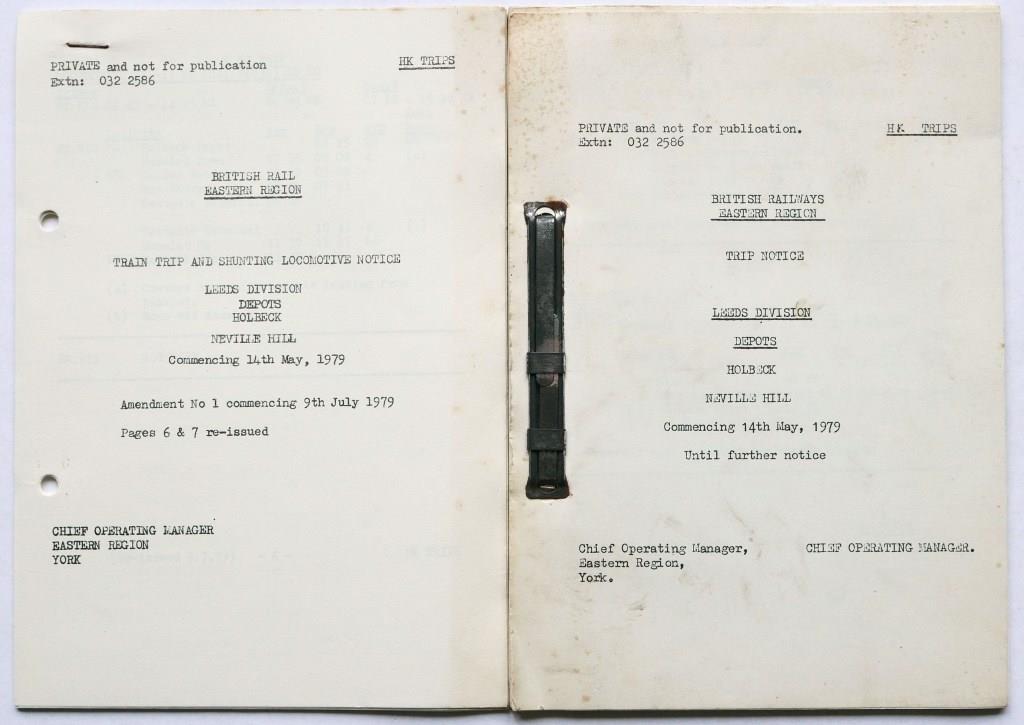 PRIVATE and not for publication
HK TRIPS
Extn: 032 2586
BRITISH RAIL
EASTERN REGION
TRAIN TRIP AND SHUNTING LOCOMOTIVE NOTICE
LEEDS DIVISION
DEPOTS
HOLBECK
NEVILLE HILL
Commencing 14th May, 1979
Amendment No 1 commencing 9th July 1979
Pages 6 & 7 re-issued
CHIEF OPERATING MANAGER
EASTERN REGION
YORK
PRIVATE and not for publication.
HK TRIPS
Extn: 032 2586
BRITISH RAILWAYS
EASTERN REGION
TRIP NOTICE
LEEDS DIVISION
DEPOTS
HOLBECK
NEVILLE HILL
Commencing 14th May, 1979
Until further notice
Chief Operating Manager,
CHIEF OPERATING MANAGER.
Eastern Region,
York.